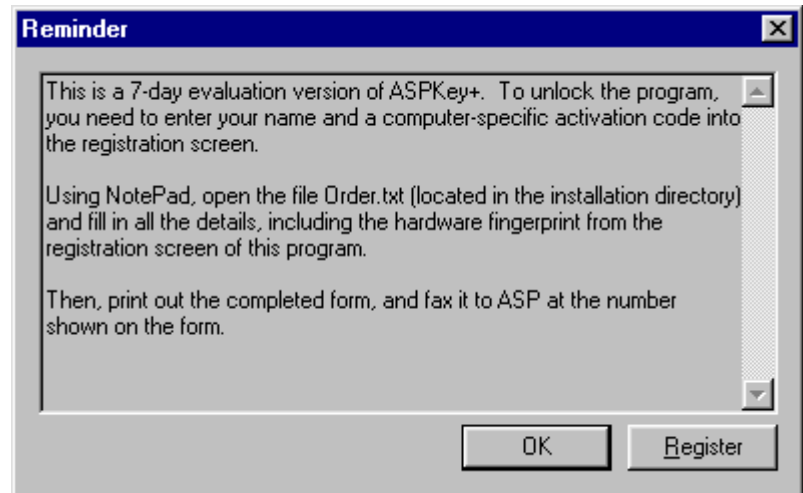 Reminder
This is a 7-day evaluation version of ASPKey+.  To unlock the program,
you need to enter your name and a computer-specific activation code into
the registration screen.
Using NotePad, open the file Order.txt (located in the installation directory)
and fill in all the details, including the hardware fingerprint from the
registration screen of this program.
Then, print out the completed form, and fax it to ASP at the number
shown on the form.
OK
Register